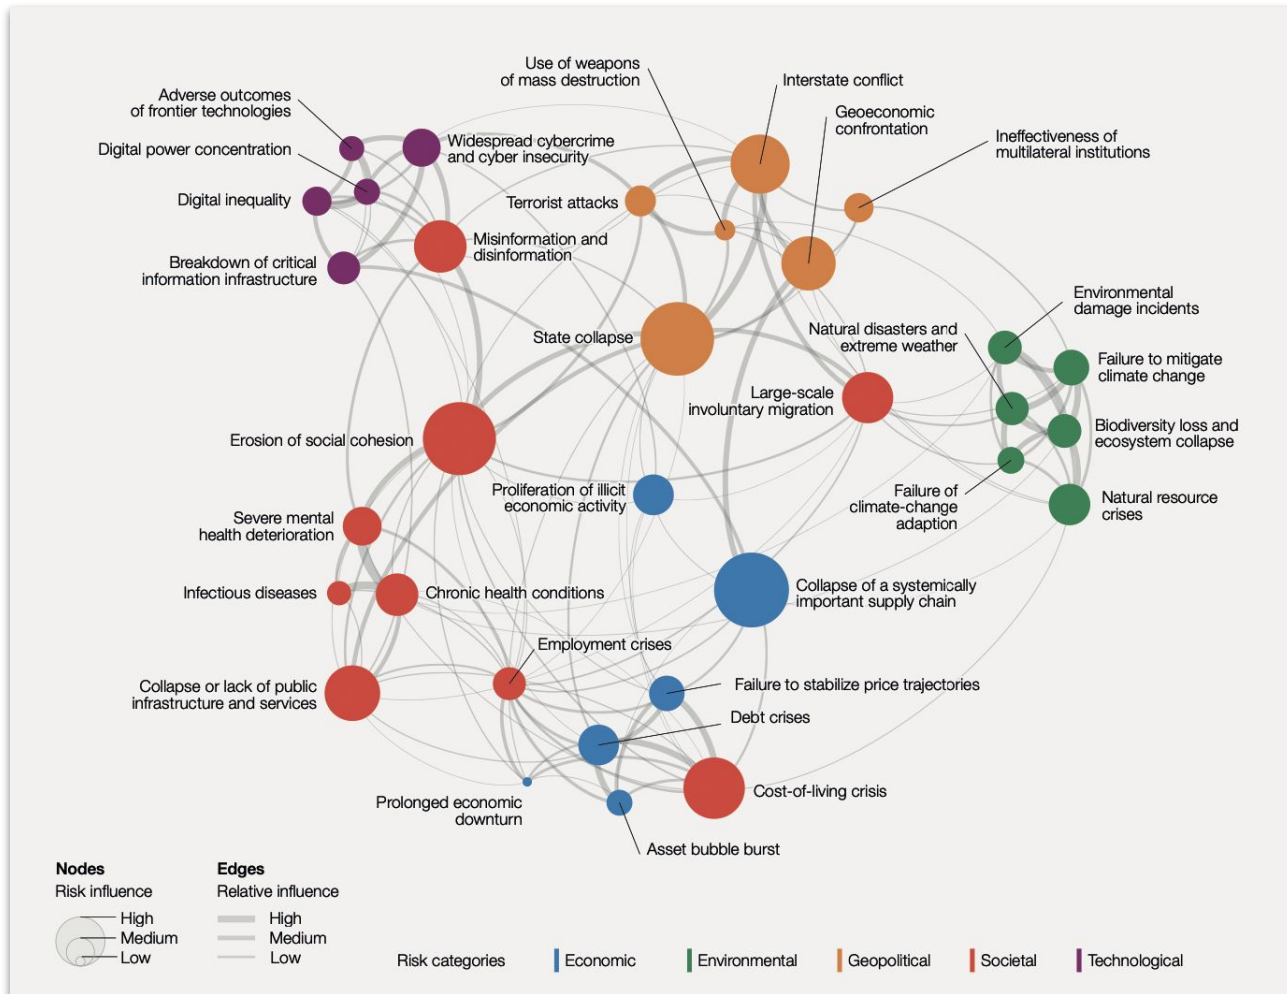 Use of weapons
of mass destruction
Interstate conflict
Adverse outcomes
of frontier technologies
Geoeconomic
confrontation
Digital power concentration
Widespread cybercrime
and cyber insecurity
Ineffectiveness of
multilateral institutions
Digital inequality
Terrorist attacks
Misinformation and
disinformation
Breakdown of critical
information infrastructure
Environmental
damage incidents
State collapse
Natural disasters and
extreme weather
Failure to mitigate
climate change
Large-scale
involuntary migration
Erosion of social cohesion
Biodiversity loss and
ecosystem collapse
Proliferation of illicit
economic activity
Failure of
climate-change
adaption
Natural resource
crises
Severe mental
health deterioration
Infectious diseases
Chronic health conditions
Collapse of a systemically
important supply chain
Employment crises
Collapse or lack of public
infrastructure and services
Failure to stabilize price trajectories
Debt crises
Prolonged economic
downturn
Cost-of-living crisis
Asset bubble burst
Nodes
Risk influence
High
Medium
Low
Edges
Relative influence
High
Medium
Low
Risk categories
Economic
Environmental
Geopolitical
Societal
Technological